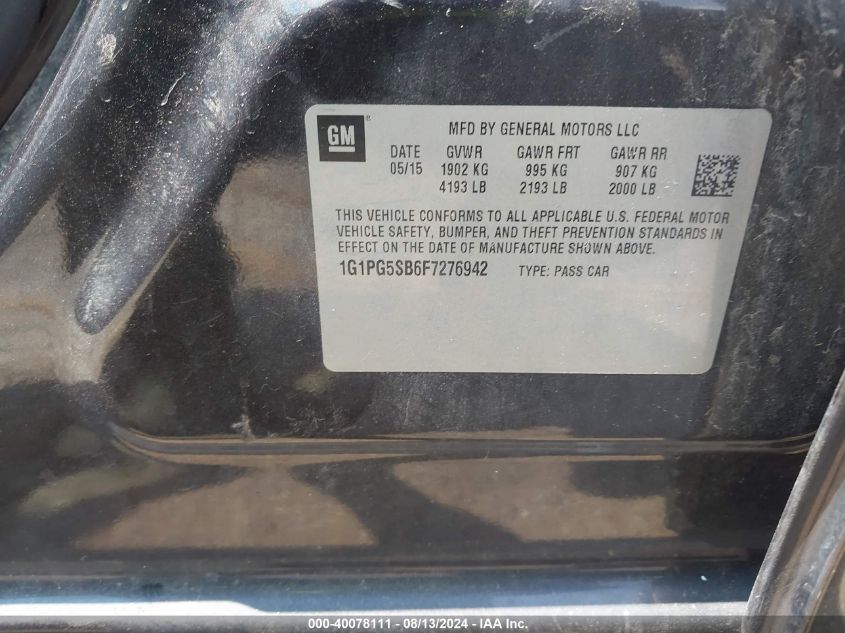 GM ®
MFD BY GENERAL MOTORS LLC
DATE GVWR GAWR FRT GAWR RR
05/15 1902 KG 995 KG 907 KG
4193 LB 2193 LB 2000 LB
THIS VEHICLE CONFORMS TO ALL APPLICABLE U.S. FEDERAL MOTOR
VEHICLE SAFETY, BUMPER, AND THEFT PREVENTION STANDARDS IN
EFFECT ON THE DATE OF MANUFACTURE SHOWN ABOVE.
1G1PG5SB6F7276942 TYPE: PASS CAR
000-40078111 - 08/13/2024 - IAA Inc.